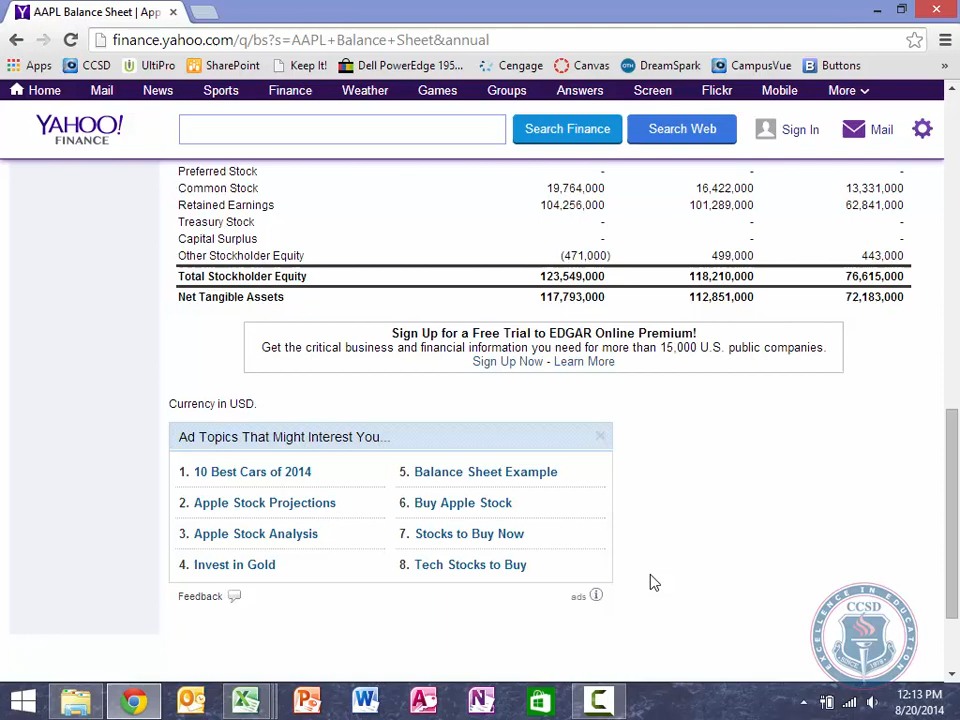 AAPL Balance Sheet | App
finance.yahoo.com/q/bs?s=AAPL+Balance+Sheet&annual
Apps CCSD UltiPro SharePoint Keep It! Dell PowerEdge 195... Cengage Canvas DreamSpark CampusVue Buttons »
Home Mail News Sports Finance Weather Games Groups Answers Screen Flickr Mobile More
YAHOO! FINANCE
Search Finance Search Web Sign In Mail
Preferred Stock - - -
Common Stock 19,764,000 16,422,000 13,331,000
Retained Earnings 104,256,000 101,289,000 62,841,000
Treasury Stock - - -
Capital Surplus - - -
Other Stockholder Equity (471,000) 499,000 443,000
Total Stockholder Equity 123,549,000 118,210,000 76,615,000
Net Tangible Assets 117,793,000 112,851,000 72,183,000
Sign Up for a Free Trial to EDGAR Online Premium!
Get the critical business and financial information you need for more than 15,000 U.S. public companies.
Sign Up Now - Learn More
Currency in USD.
Ad Topics That Might Interest You...
1. 10 Best Cars of 2014 5. Balance Sheet Example
2. Apple Stock Projections 6. Buy Apple Stock
3. Apple Stock Analysis 7. Stocks to Buy Now
4. Invest in Gold 8. Tech Stocks to Buy
Feedback ads
EXCELLENCE IN EDUCATION
CCSD
SINCE 1978
12:13 PM
8/20/2014